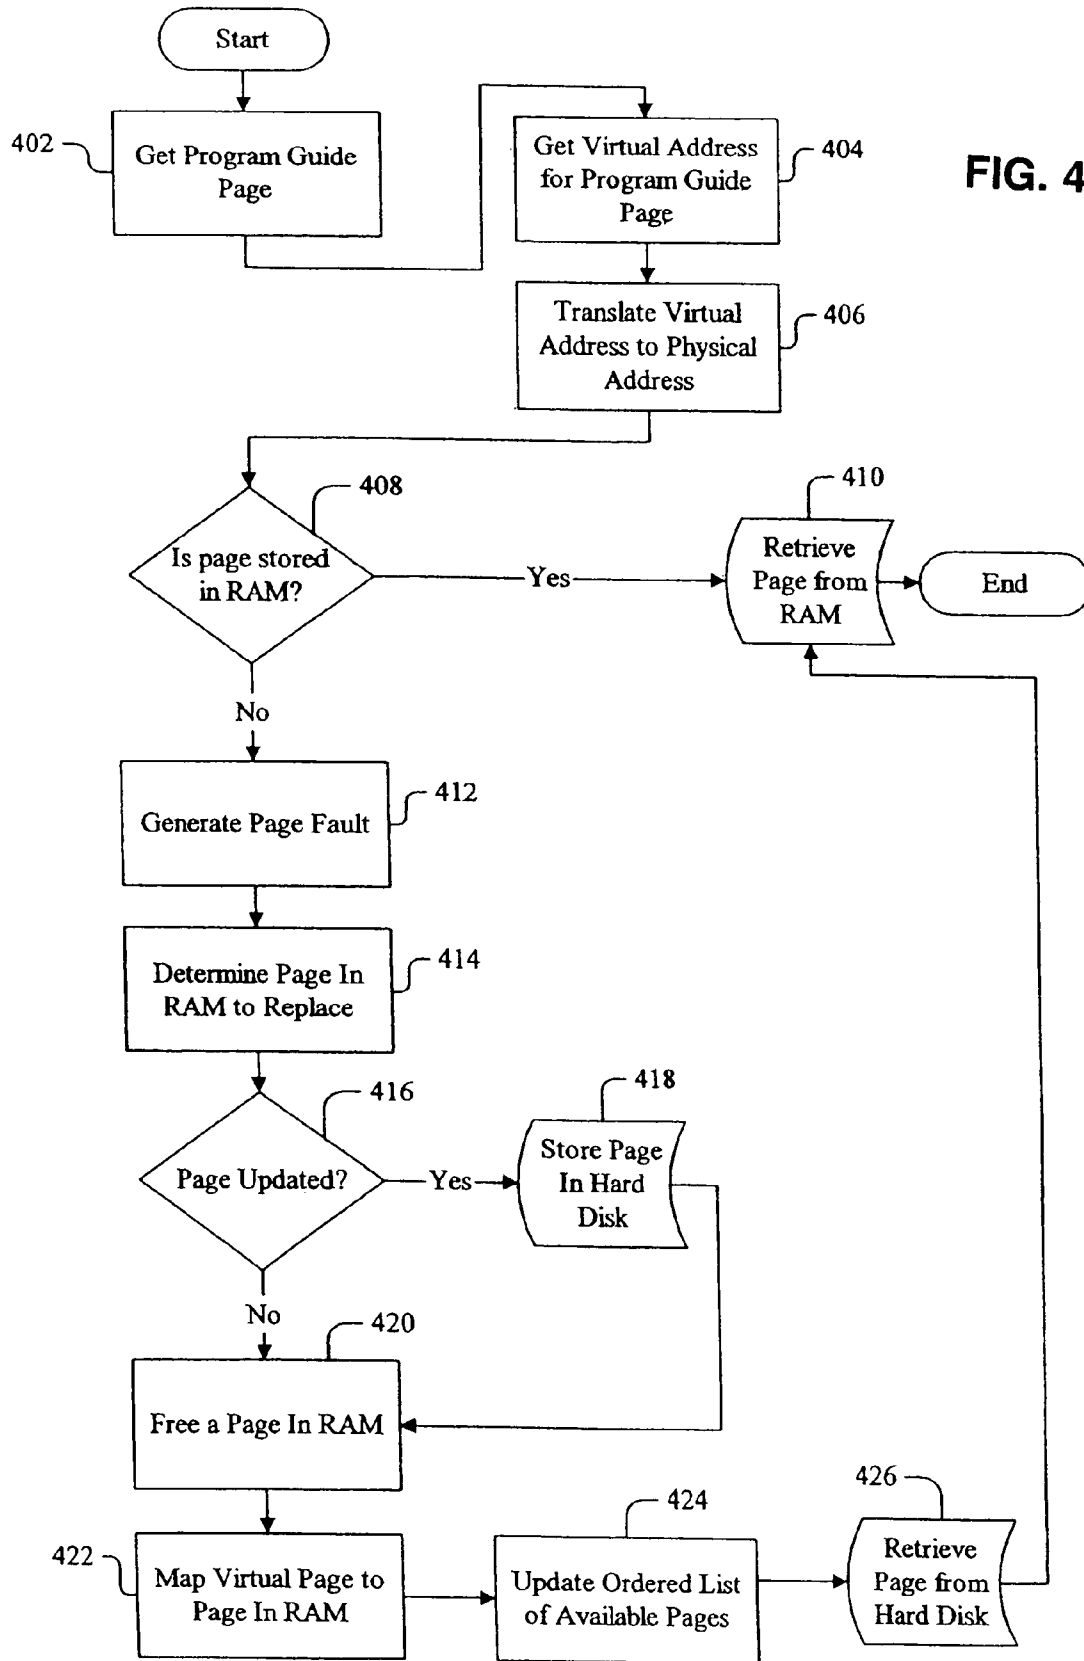 Start
402
Get Program Guide
Page
Get Virtual Address
for Program Guide
Page
404
FIG. 4
Translate Virtual
Address to Physical
Address
406
408
Is page stored
in RAM?
Yes
410
Retrieve
Page from
RAM
End
No
Generate Page Fault
412
Determine Page In
RAM to Replace
414
416
Page Updated?
Yes
418
Store Page
In Hard
Disk
No
420
Free a Page In RAM
422
Map Virtual Page to
Page In RAM
424
Update Ordered List
of Available Pages
426
Retrieve
Page from
Hard Disk